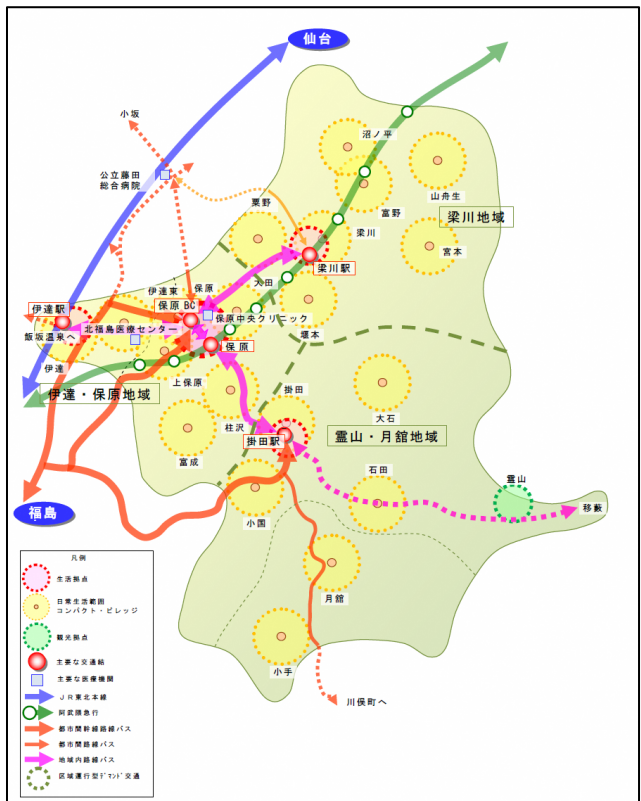 仙台
小坂
沼ノ平
公立藤田
総合病院
山舟生
粟野
富野
梁川地域
梁川
宮本
梁川駅
大田
伊達東
保原
保原BC
伊達駅
保原中央クリニック
北福島医療センター
飯坂温泉へ
堰本
保原
伊達
上保原
伊達・保原地域
掛田
大石
柱沢
霊山・月舘地域
掛田駅
富成
石田
霊山
移藪
福島
小国
月舘
小手
川俣町へ
凡例
生活拠点
日常生活範囲
コンパクト・ビレッジ
観光拠点
主要な交通結
主要な医療機関
ＪＲ東北本線
阿武隈急行
都市間幹線路線バス
都市間路線バス
地域内路線バス
区域運行型ﾃﾞﾏﾝﾄﾞ交通